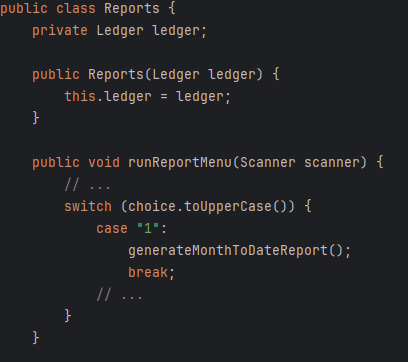 public class Reports {
    private Ledger ledger;

    public Reports(Ledger ledger) {
        this.ledger = ledger;
    }

    public void runReportMenu(Scanner scanner) {
        // ...
        switch (choice.toUpperCase()) {
            case "1":
                generateMonthToDateReport();
                break;
            // ...
        }
    }